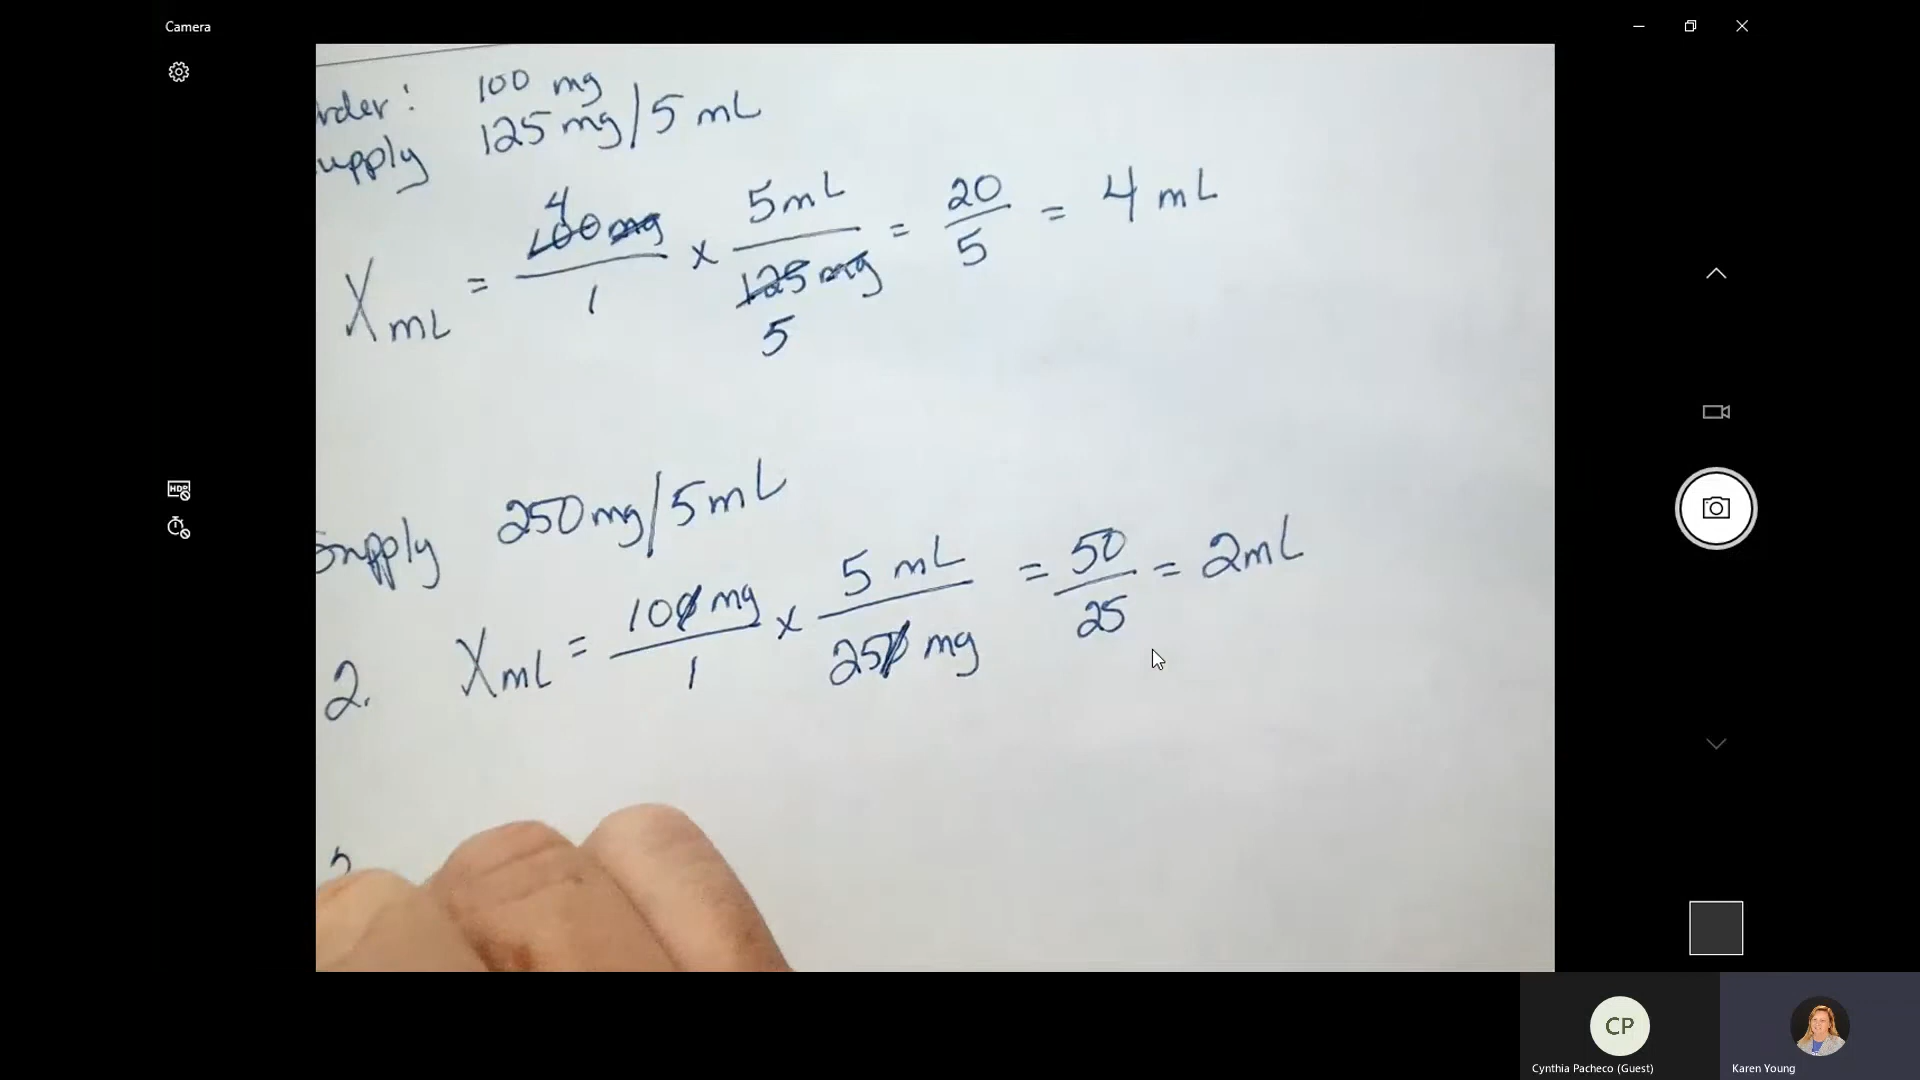 Camera
rder: 100 mg
upply 125 mg/5 mL
X mL = 100 mg/1 x 5 mL/125 mg = 20/5 = 4 mL
4
5
Supply 250 mg/5 mL
2. X mL = 100 mg/1 x 5 mL/250 mg = 50/25 = 2 mL
CP
Cynthia Pacheco (Guest)
Karen Young